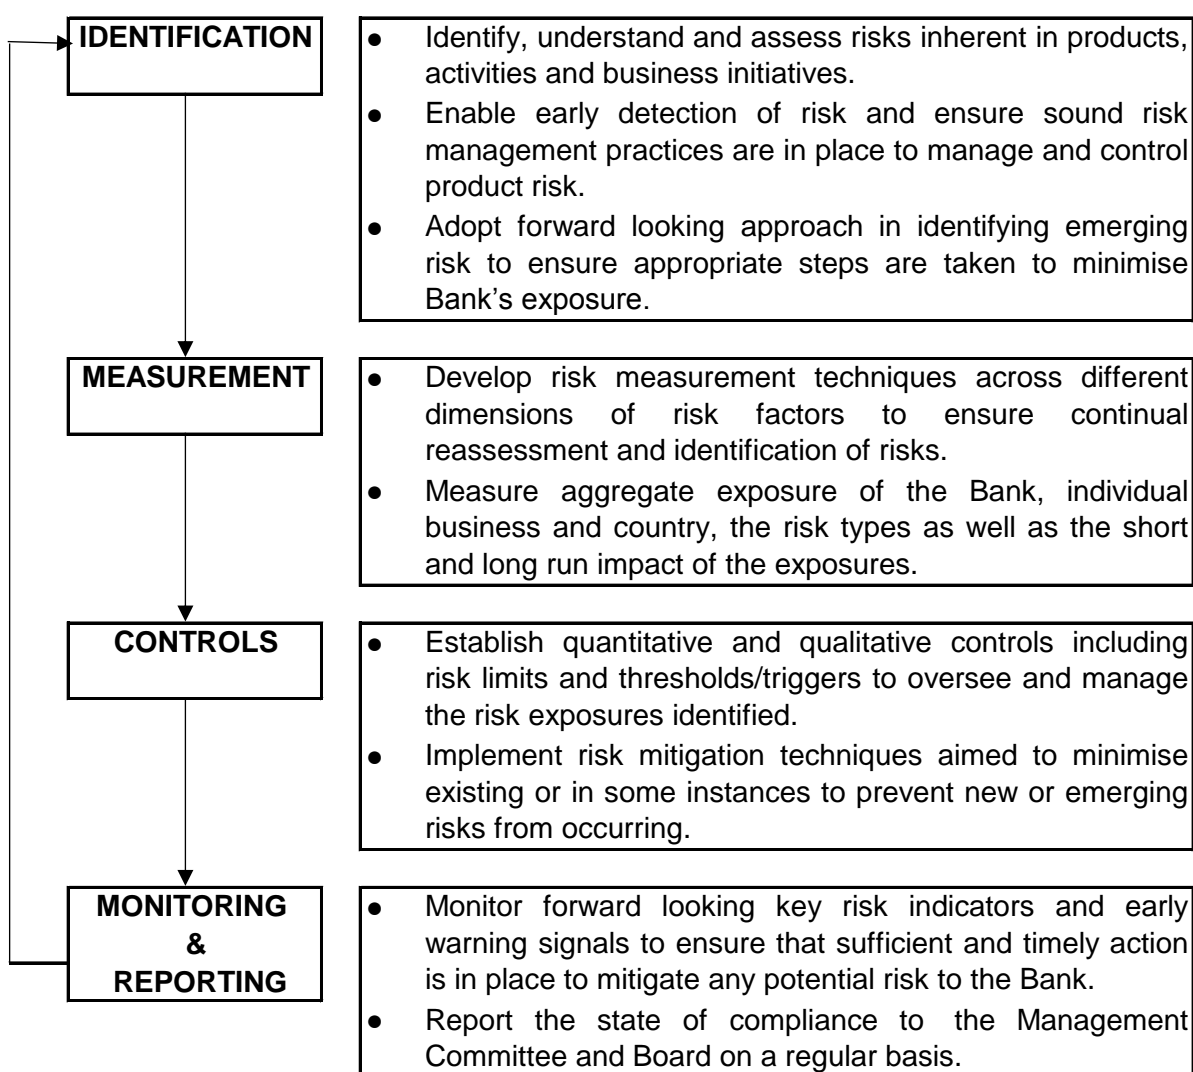 IDENTIFICATION
● Identify, understand and assess risks inherent in products,
activities and business initiatives.
● Enable early detection of risk and ensure sound risk
management practices are in place to manage and control
product risk.
● Adopt forward looking approach in identifying emerging
risk to ensure appropriate steps are taken to minimise
Bank’s exposure.
MEASUREMENT
● Develop risk measurement techniques across different
dimensions of risk factors to ensure continual
reassessment and identification of risks.
● Measure aggregate exposure of the Bank, individual
business and country, the risk types as well as the short
and long run impact of the exposures.
CONTROLS
● Establish quantitative and qualitative controls including
risk limits and thresholds/triggers to oversee and manage
the risk exposures identified.
● Implement risk mitigation techniques aimed to minimise
existing or in some instances to prevent new or emerging
risks from occurring.
MONITORING
&
REPORTING
● Monitor forward looking key risk indicators and early
warning signals to ensure that sufficient and timely action
is in place to mitigate any potential risk to the Bank.
● Report the state of compliance to the Management
Committee and Board on a regular basis.